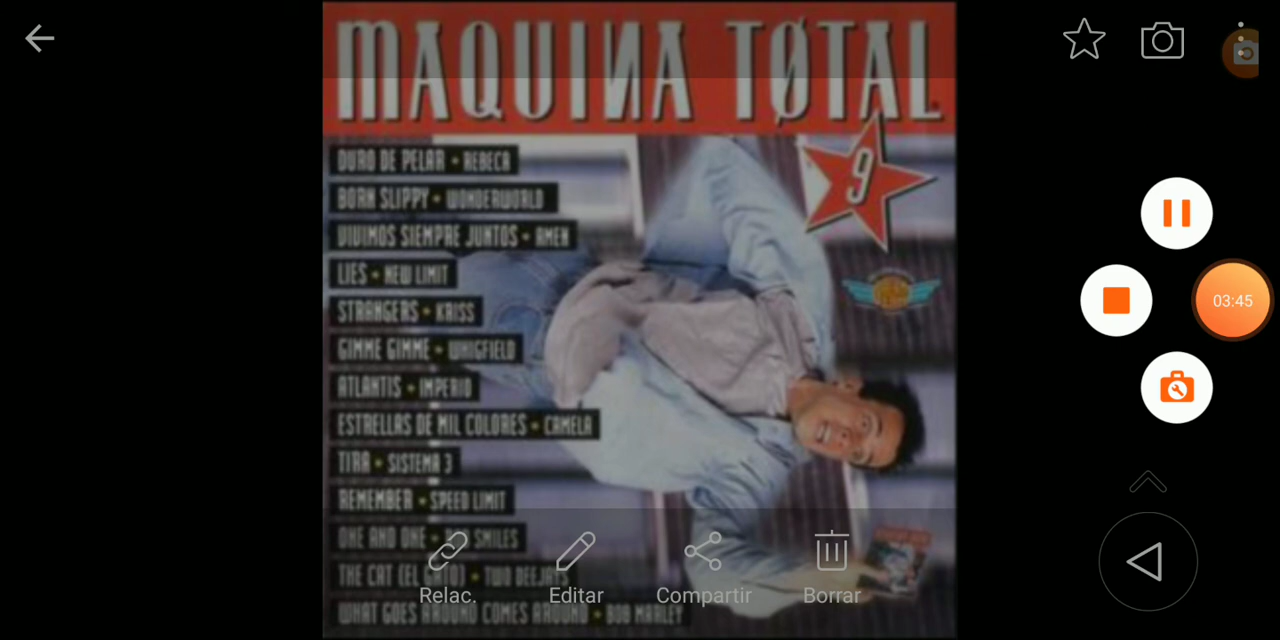 MAQUINA TØTAL
9
DURO DE PELAR • REBECA
BORN SLIPPY • WONDERWORLD
VIVIMOS SIEMPRE JUNTOS • AMEN
LIES • NEW LIMIT
STRANGERS • KRISS
GIMME GIMME • WHIGFIELD
ATLANTIS • IMPERIO
ESTRELLAS DE MIL COLORES • CAMELA
TIRA • SISTEMA 3
REMEMBER • SPEED LIMIT
ONE AND ONE • SMILES
THE CAT (EL GATO) • TWO DEEJAYS
WHAT GOES AROUND COMES AROUND • BOB MARLEY
03:45
Relac. Editar Compartir Borrar